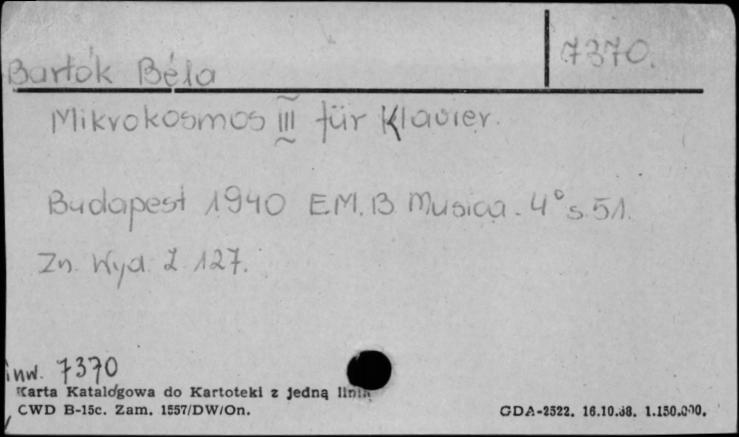 7370.
Bartók Béla
Mikrokosmos III für Klavier.
Budapest 1940 E.M.B. Musica. 4° s. 51.
Zn. Wyd. Z. 127.
inw. 7370
Karta Katalogowa do Kartoteki z jedną linią
CWD B-15c. Zam. 1557/DW/On.
GDA-2522. 16.10.68. 1.150.000.